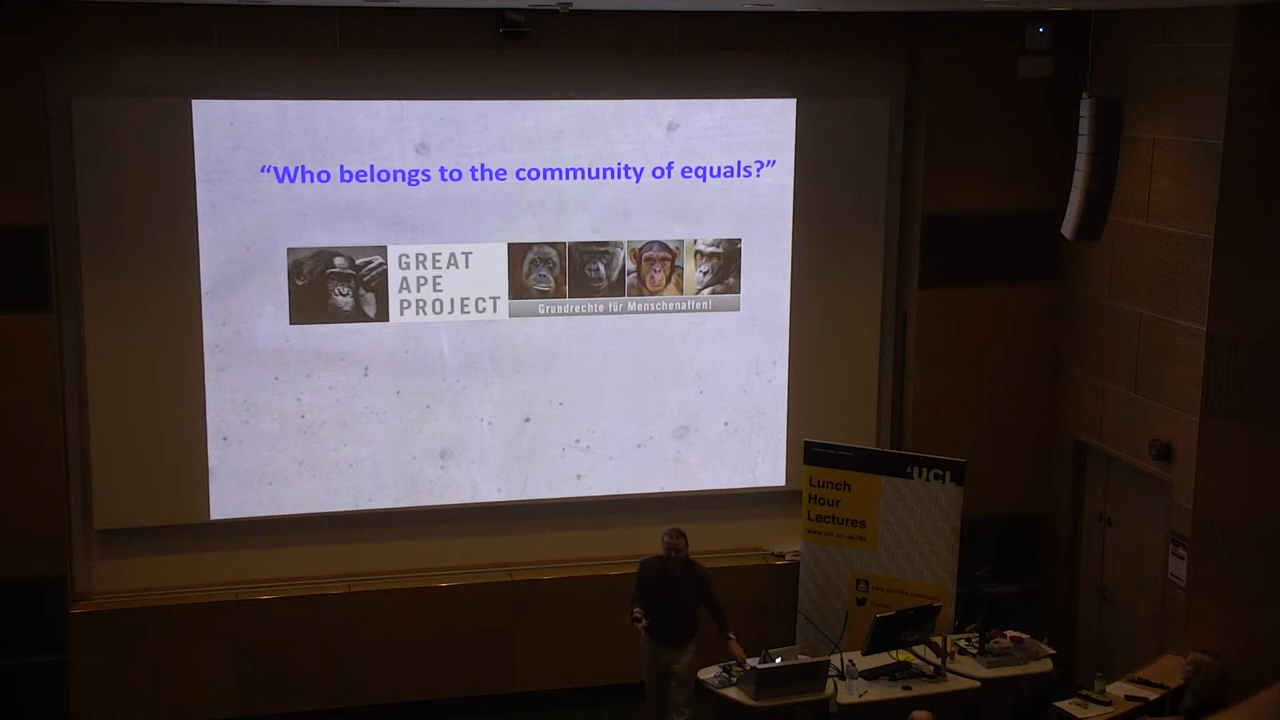 “Who belongs to the community of equals?”
GREAT
APE
PROJECT
Grundrechte für Menschenaffen!
UCL
Lunch
Hour
Lectures